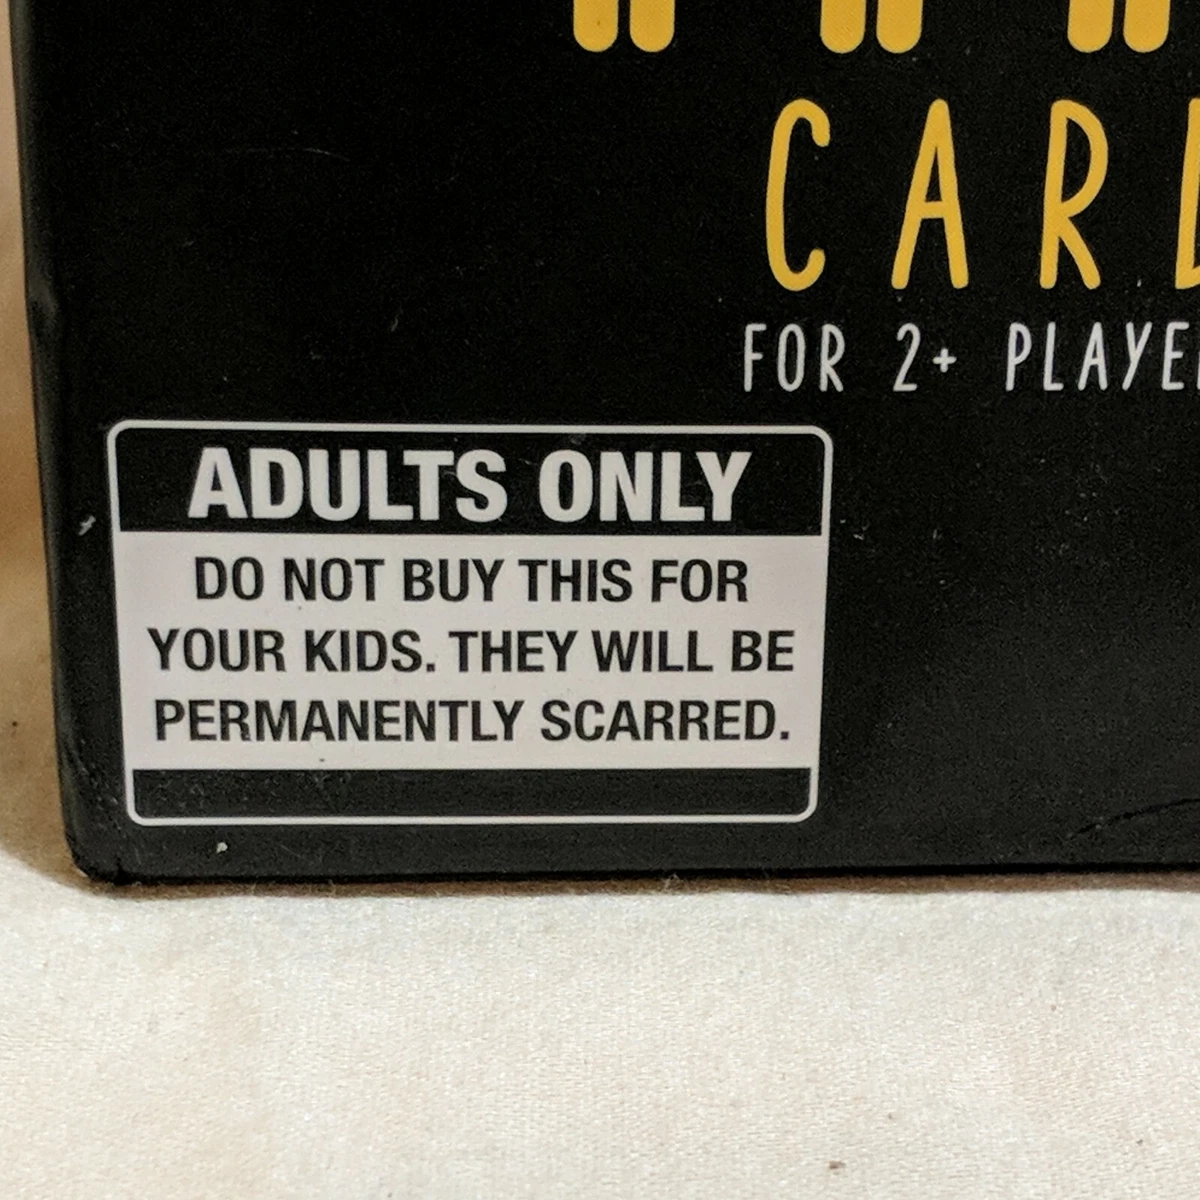 CARD
FOR 2+ PLAYE
ADULTS ONLY
DO NOT BUY THIS FOR
YOUR KIDS. THEY WILL BE
PERMANENTLY SCARRED.